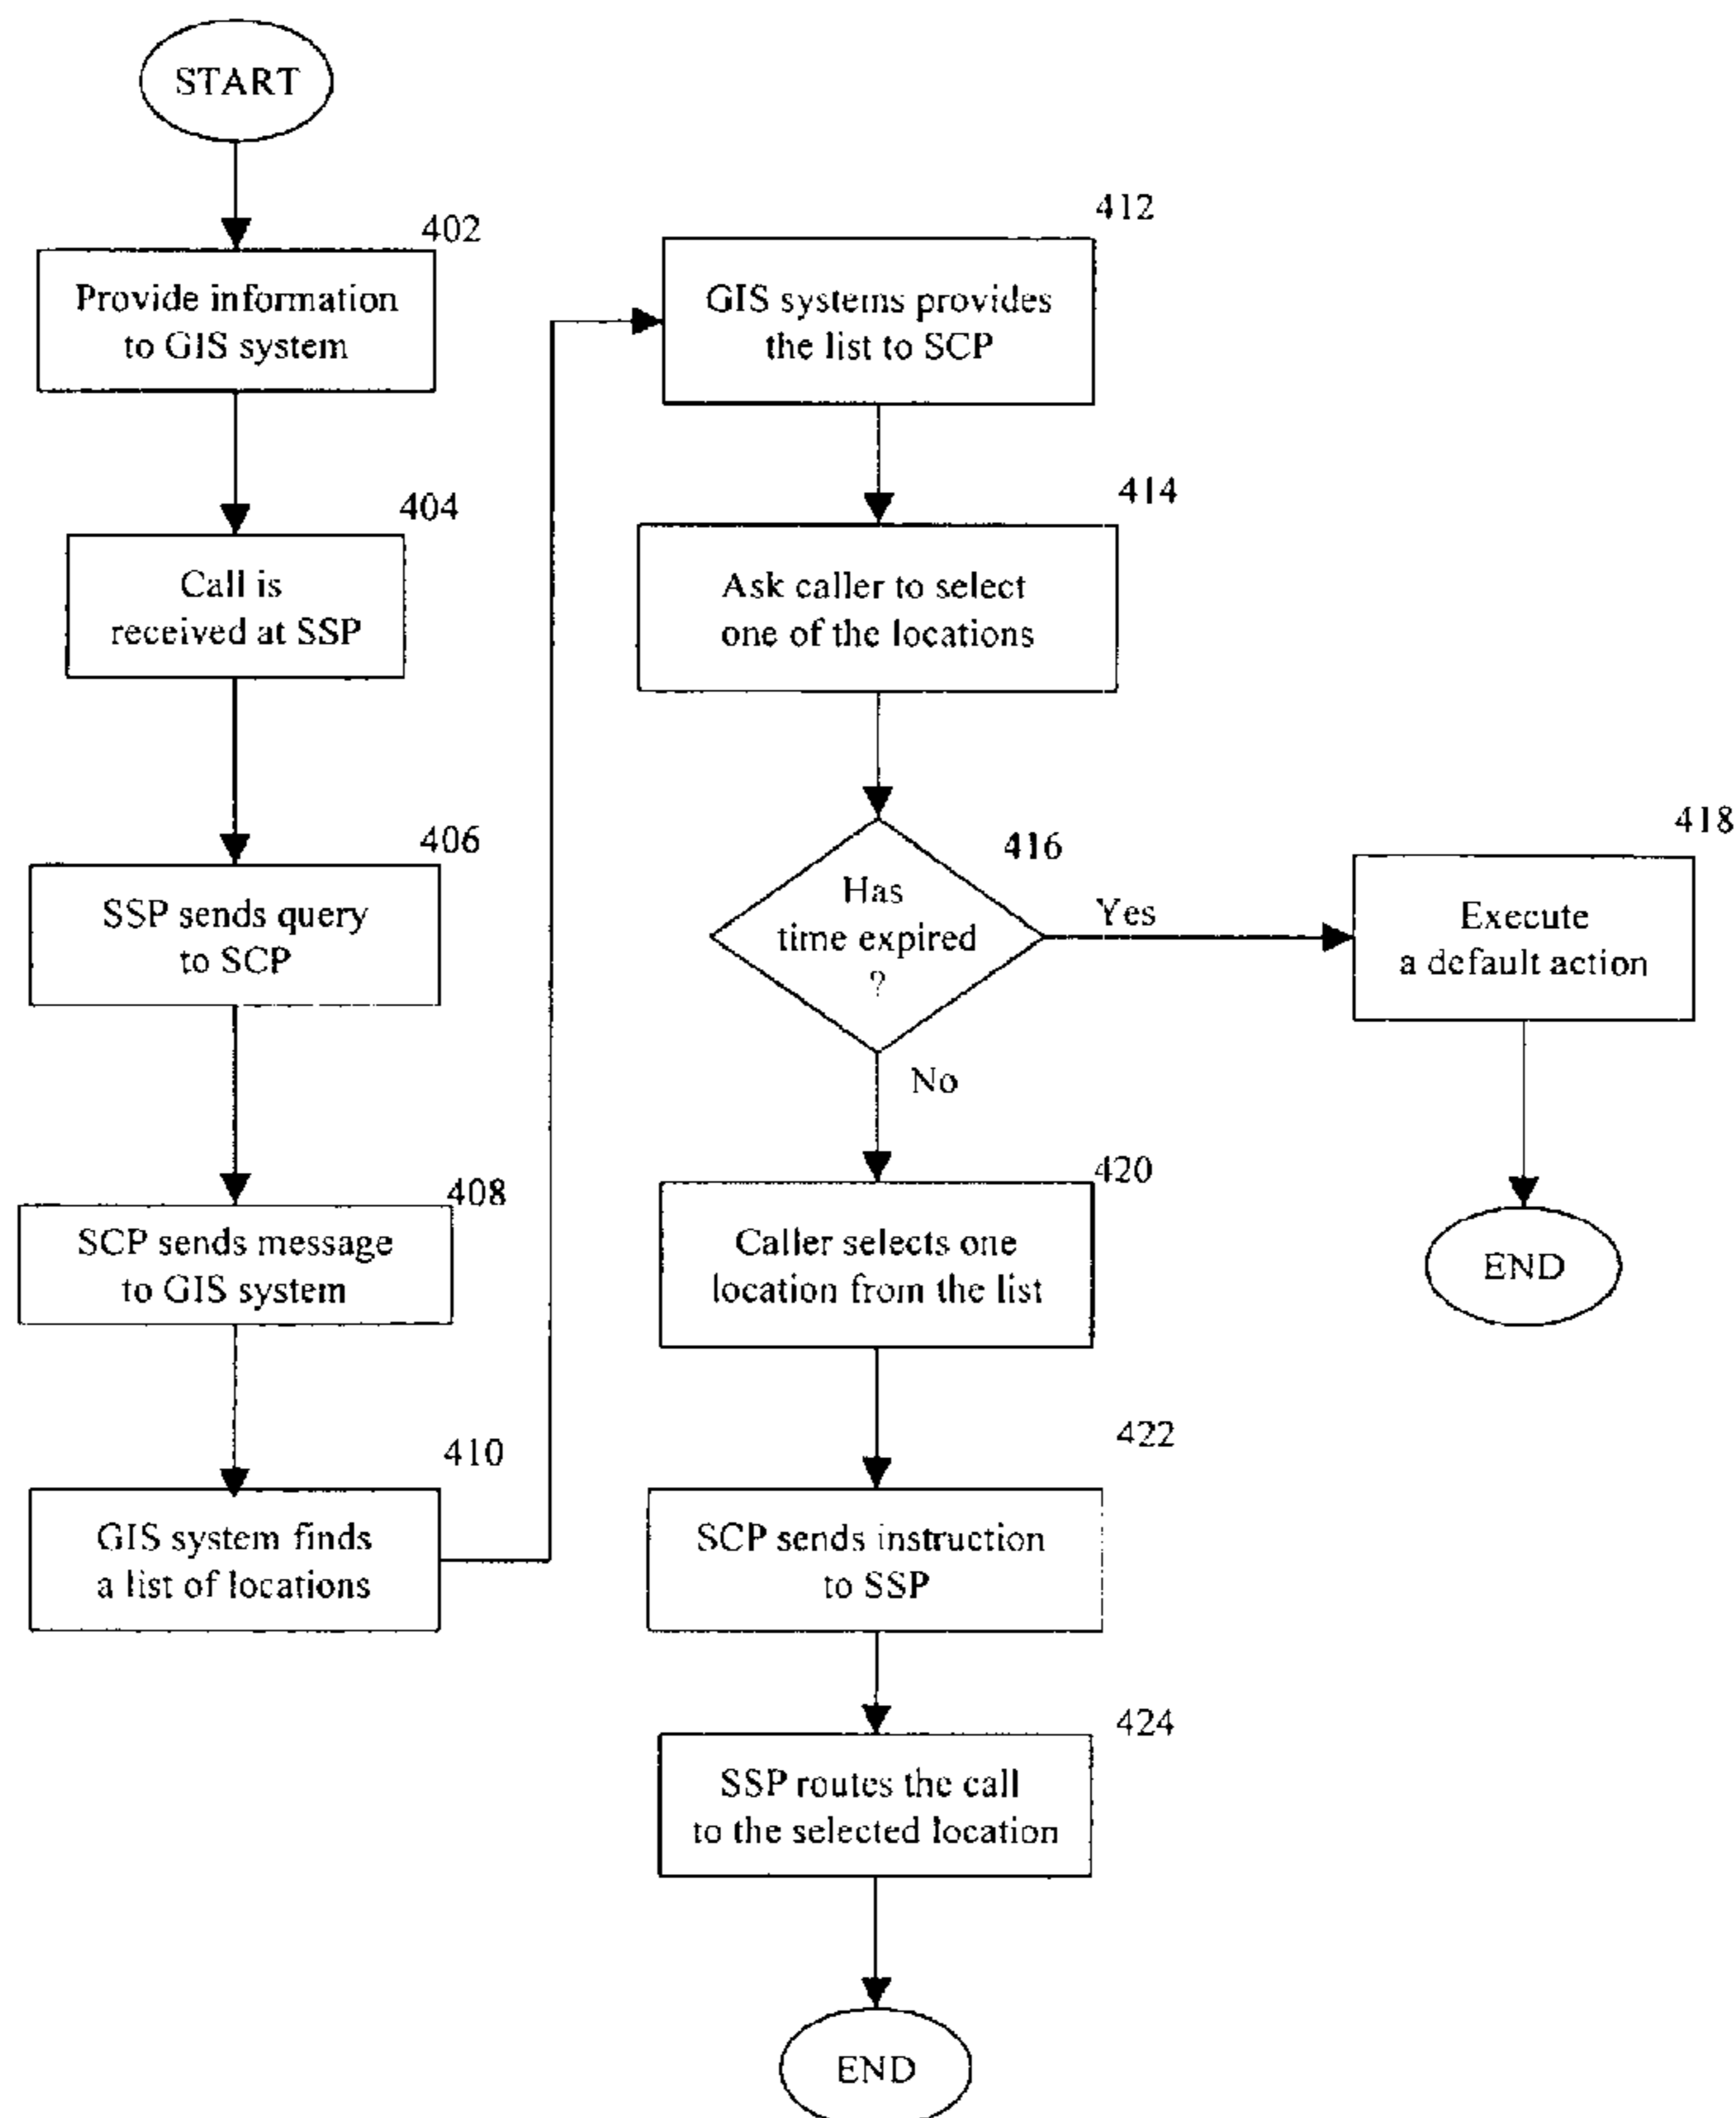 START
402
Provide information
to GIS system
404
Call is
received at SSP
406
SSP sends query
to SCP
408
SCP sends message
to GIS system
410
GIS system finds
a list of locations
412
GIS systems provides
the list to SCP
414
Ask caller to select
one of the locations
416
Has
time expired
?
Yes
No
418
Execute
a default action
END
420
Caller selects one
location from the list
422
SCP sends instruction
to SSP
424
SSP routes the call
to the selected location
END